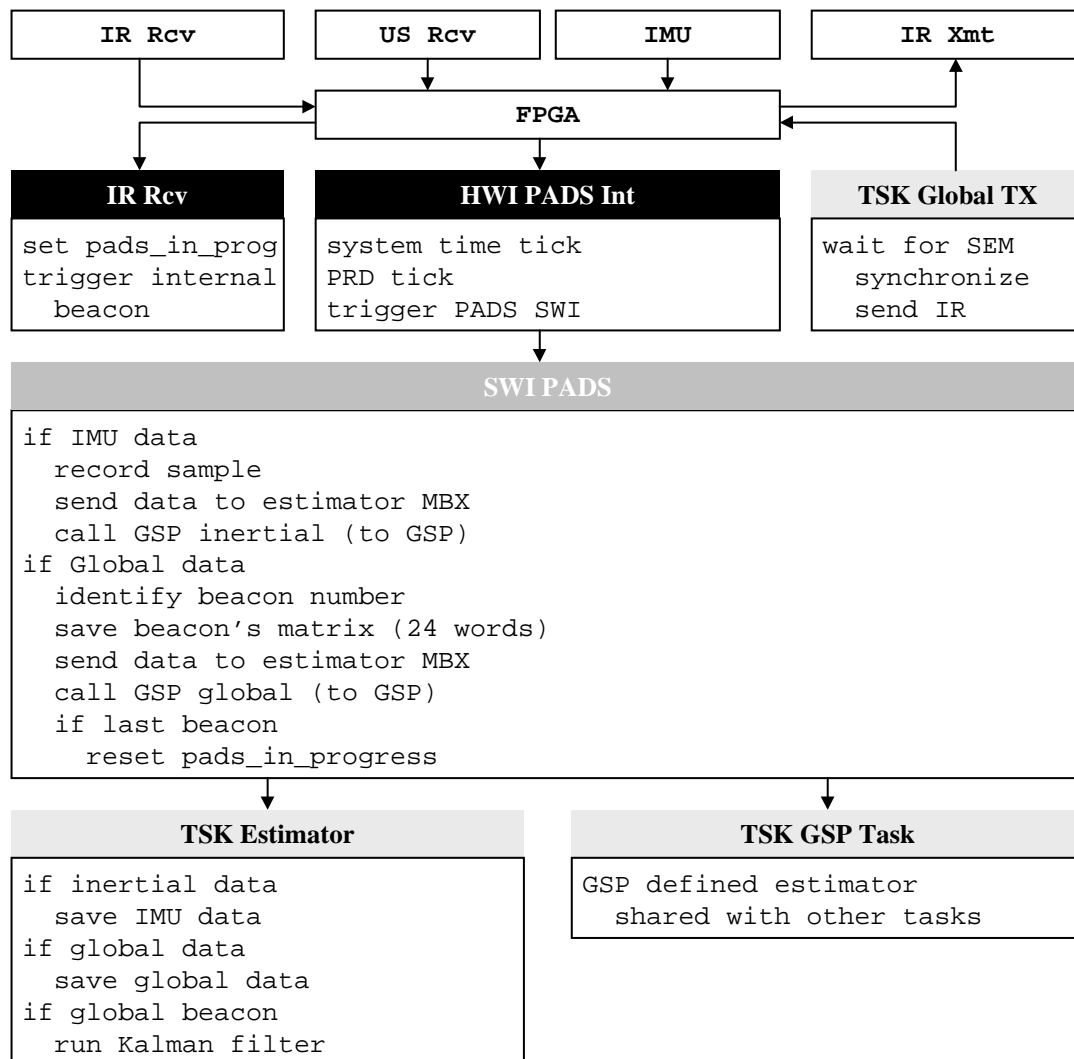 IR Rcv
US Rcv
IMU
IR Xmt
FPGA
IR Rcv
set pads_in_prog
trigger internal
beacon
HWI PADS Int
system time tick
PRD tick
trigger PADS SWI
TSK Global TX
wait for SEM
synchronize
send IR
SWI PADS
if IMU data
record sample
send data to estimator MBX
call GSP inertial (to GSP)
if Global data
identify beacon number
save beacon’s matrix (24 words)
send data to estimator MBX
call GSP global (to GSP)
if last beacon
reset pads_in_progress
TSK Estimator
if inertial data
save IMU data
if global data
save global data
if global beacon
run Kalman filter
TSK GSP Task
GSP defined estimator
shared with other tasks